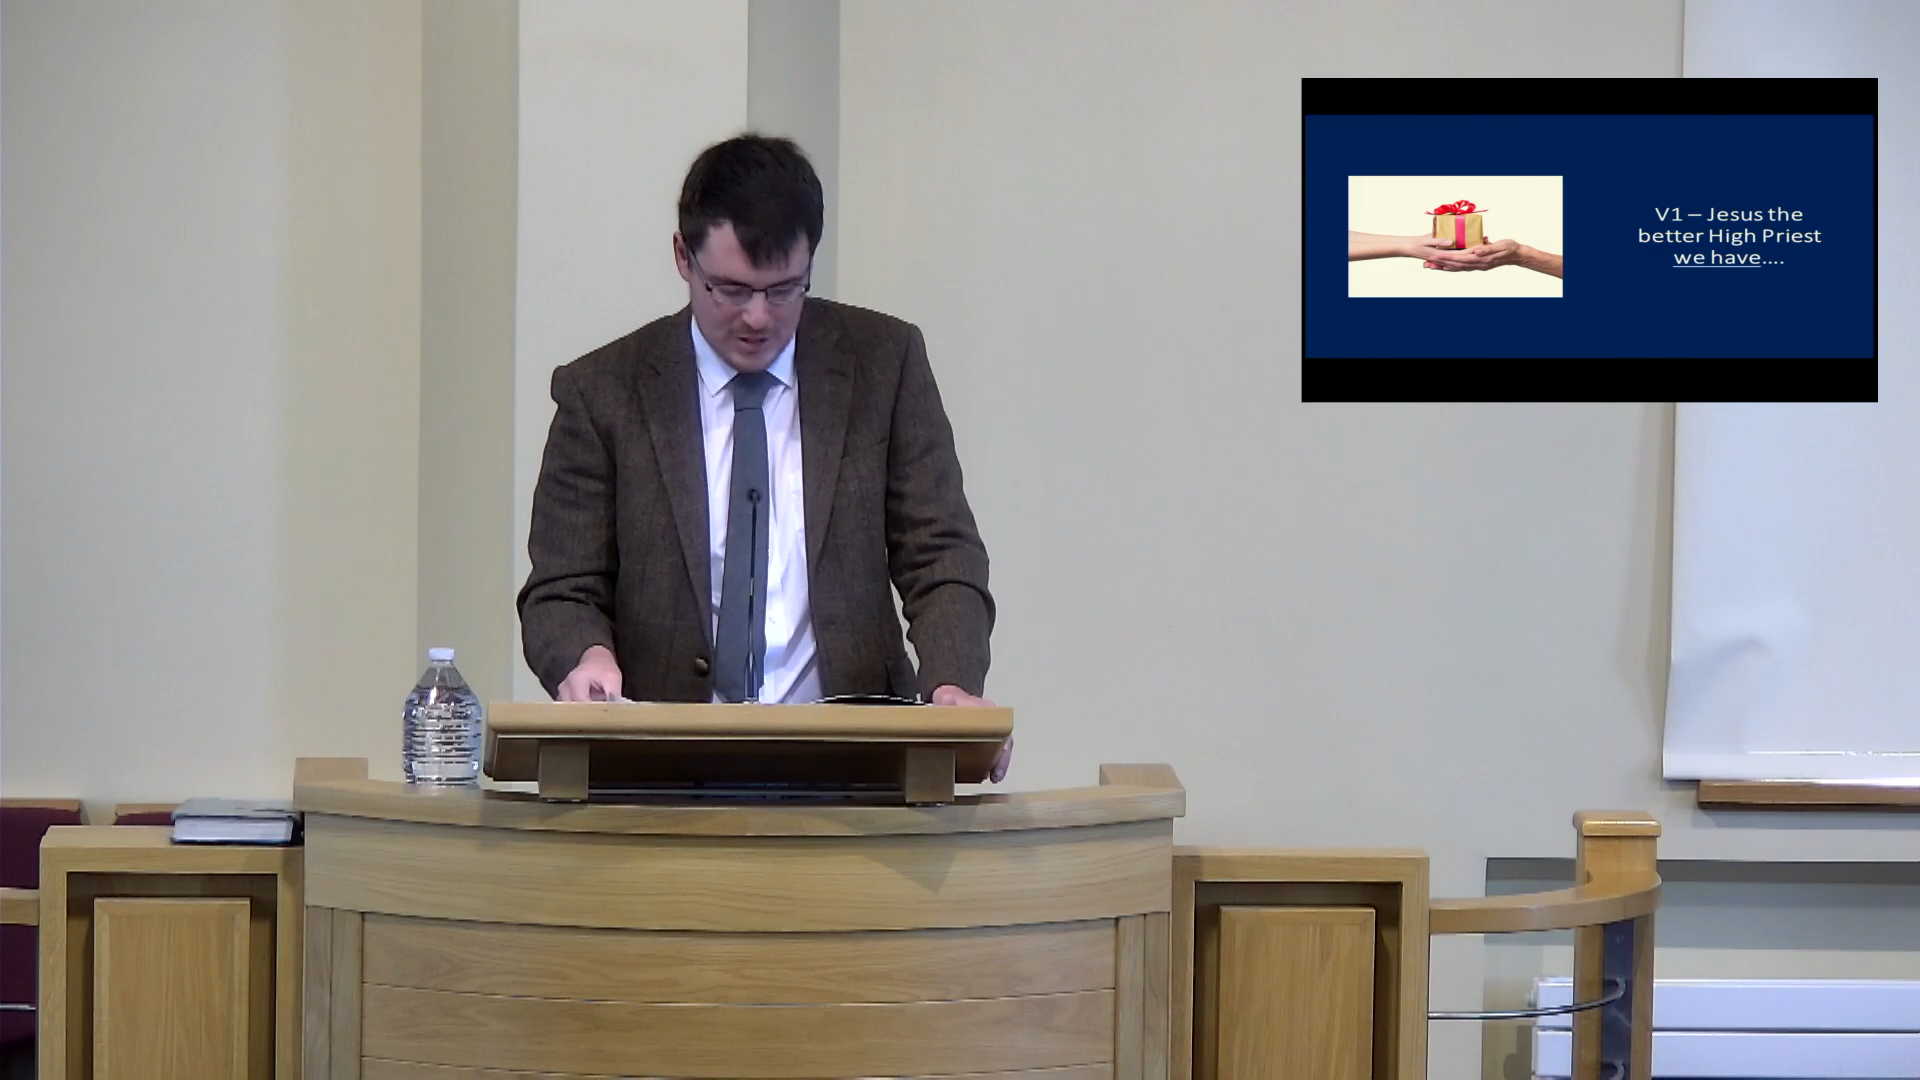 V1 – Jesus the
better High Priest
we have....